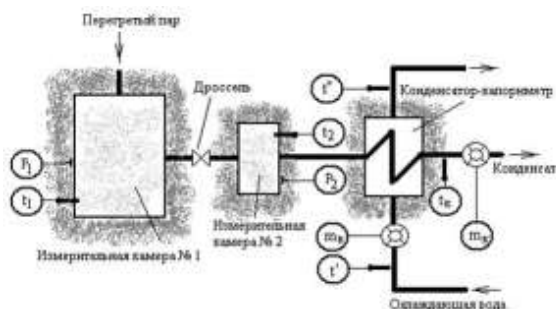 Перегретый пар
Дроссель
t"
Конденсатор-калориметр
P1
t1
t2
P2
Конденсат
tк
mк
mв
Измерительная камера № 1
Измерительная
камера № 2
t'
Охлаждающая вода